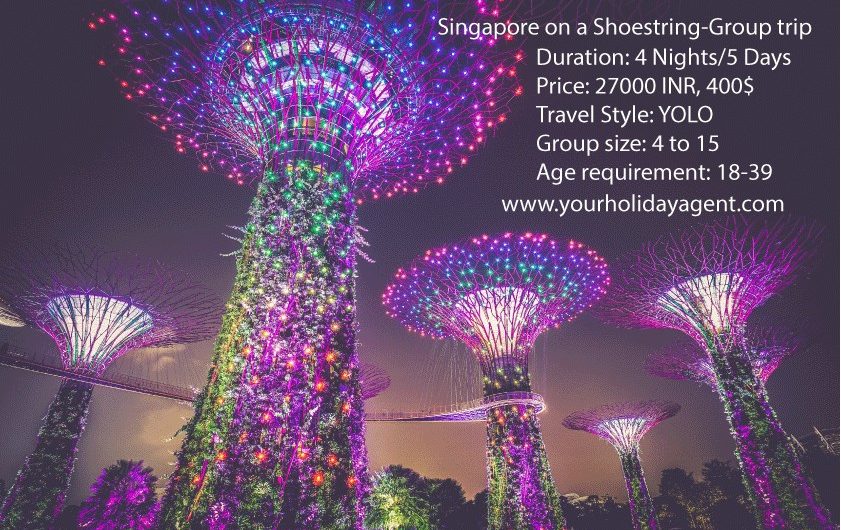 Singapore on a Shoestring-Group trip
Duration: 4 Nights/5 Days
Price: 27000 INR, 400$
Travel Style: YOLO
Group size: 4 to 15
Age requirement: 18-39
www.yourholidayagent.com